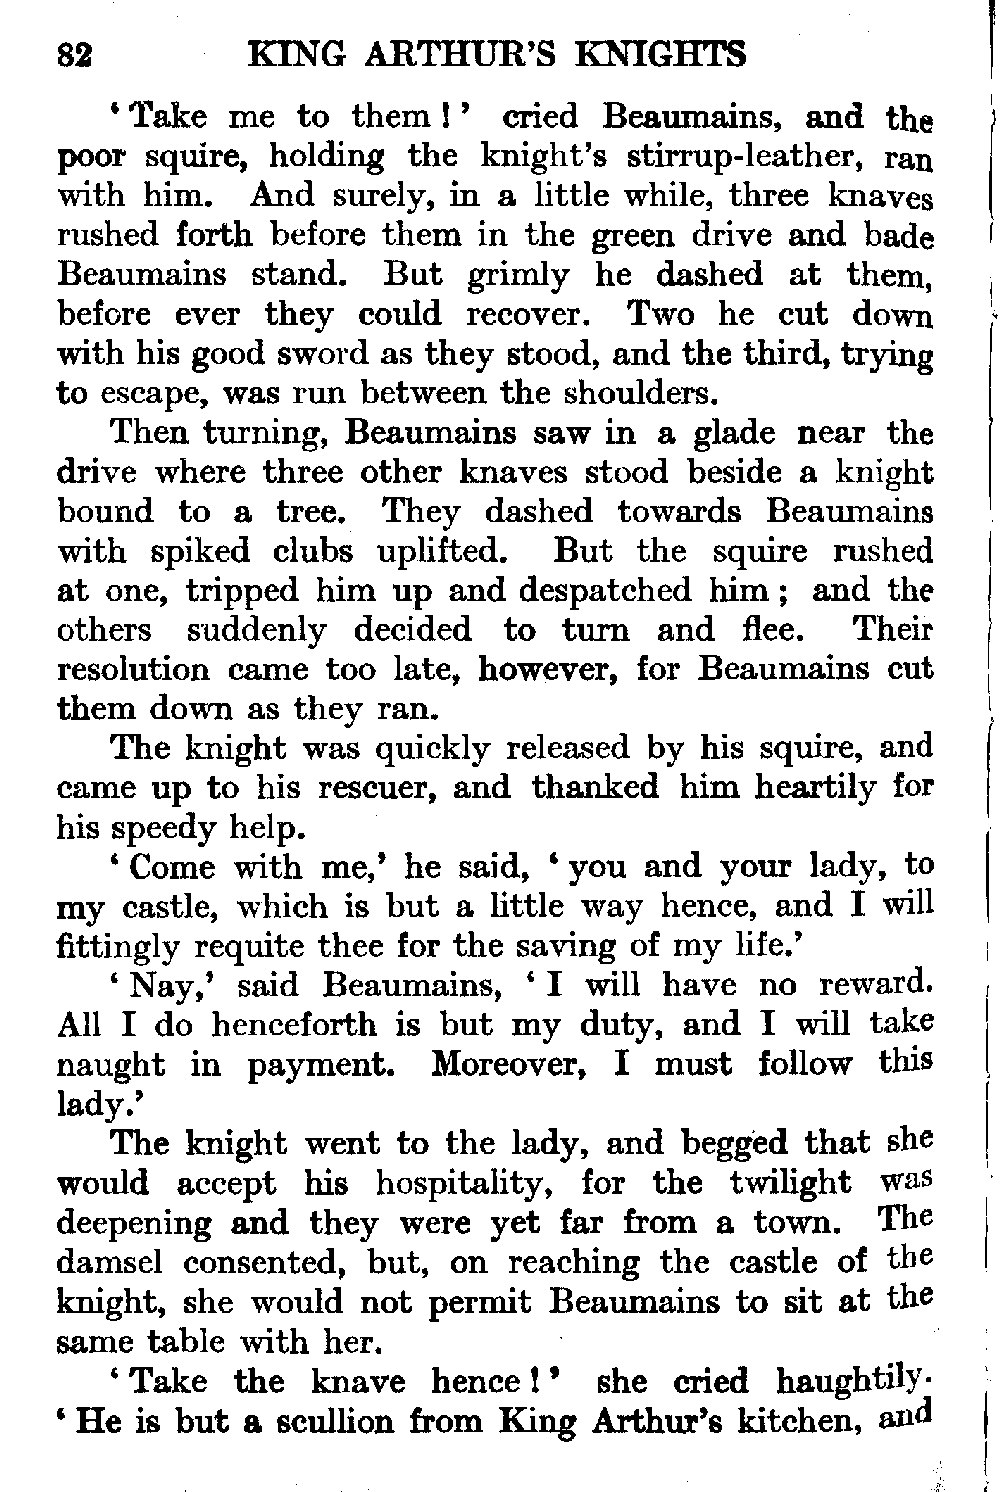 82 KING ARTHUR'S KNIGHTS
‘Take me to them!’ cried Beaumains, and the
poor squire, holding the knight's stirrup-leather, ran
with him. And surely, in a little while, three knaves
rushed forth before them in the green drive and bade
Beaumains stand. But grimly he dashed at them,
before ever they could recover. Two he cut down
with his good sword as they stood, and the third, trying
to escape, was run between the shoulders.
Then turning, Beaumains saw in a glade near the
drive where three other knaves stood beside a knight
bound to a tree. They dashed towards Beaumains
with spiked clubs uplifted. But the squire rushed
at one, tripped him up and despatched him; and the
others suddenly decided to turn and flee. Their
resolution came too late, however, for Beaumains cut
them down as they ran.
The knight was quickly released by his squire, and
came up to his rescuer, and thanked him heartily for
his speedy help.
‘Come with me,’ he said, ‘you and your lady, to
my castle, which is but a little way hence, and I will
fittingly requite thee for the saving of my life.’
‘Nay,’ said Beaumains, ‘I will have no reward.
All I do henceforth is but my duty, and I will take
naught in payment. Moreover, I must follow this
lady.’
The knight went to the lady, and begged that she
would accept his hospitality, for the twilight was
deepening and they were yet far from a town. The
damsel consented, but, on reaching the castle of the
knight, she would not permit Beaumains to sit at the
same table with her.
‘Take the knave hence!’ she cried haughtily.
‘He is but a scullion from King Arthur's kitchen, and